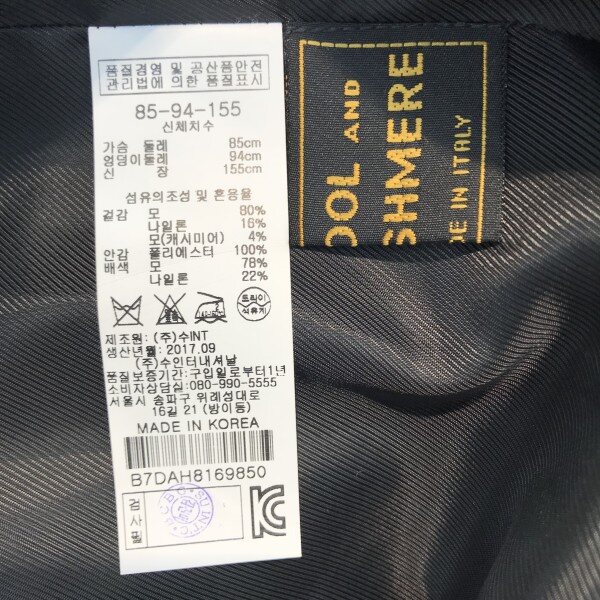 품질경영 및 공산품안전
관리법에 의한 품질표시
85-94-155
신체치수
가슴 둘레 85cm
엉덩이둘레 94cm
신 장 155cm
섬유의조성 및 혼용율
겉감 모 80%
나일론 16%
모(캐시미어) 4%
안감 폴리에스터 100%
배색 모 78%
나일론 22%
드라이
석유계
제조원: (주)수INT
생산년월: 2017.09
(주)수인터내셔날
품질보증기간:구입일로부터1년
소비자상담실:080-990-5555
서울시 송파구 위례성대로
16길 21 (방이동)
MADE IN KOREA
B7DAH8169850
검사필
OOL AND
SHMERE
DE IN ITALY